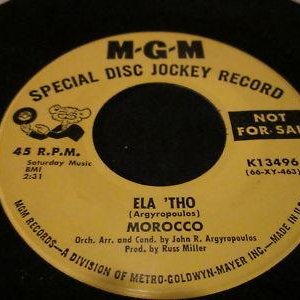 M-G-M
SPECIAL DISC JOCKEY RECORD
NOT
FOR SALE
45 R.P.M.
Saturday Music
BMI
2:31
K13496
(66-XY-463)
ELA 'THO
(Argyropoulos)
MOROCCO
Orch. Arr. and Cond. by John R. Argyropoulos
Prod. by Russ Miller
MGM RECORDS—A DIVISION OF METRO-GOLDWYN-MAYER INC.
MADE IN